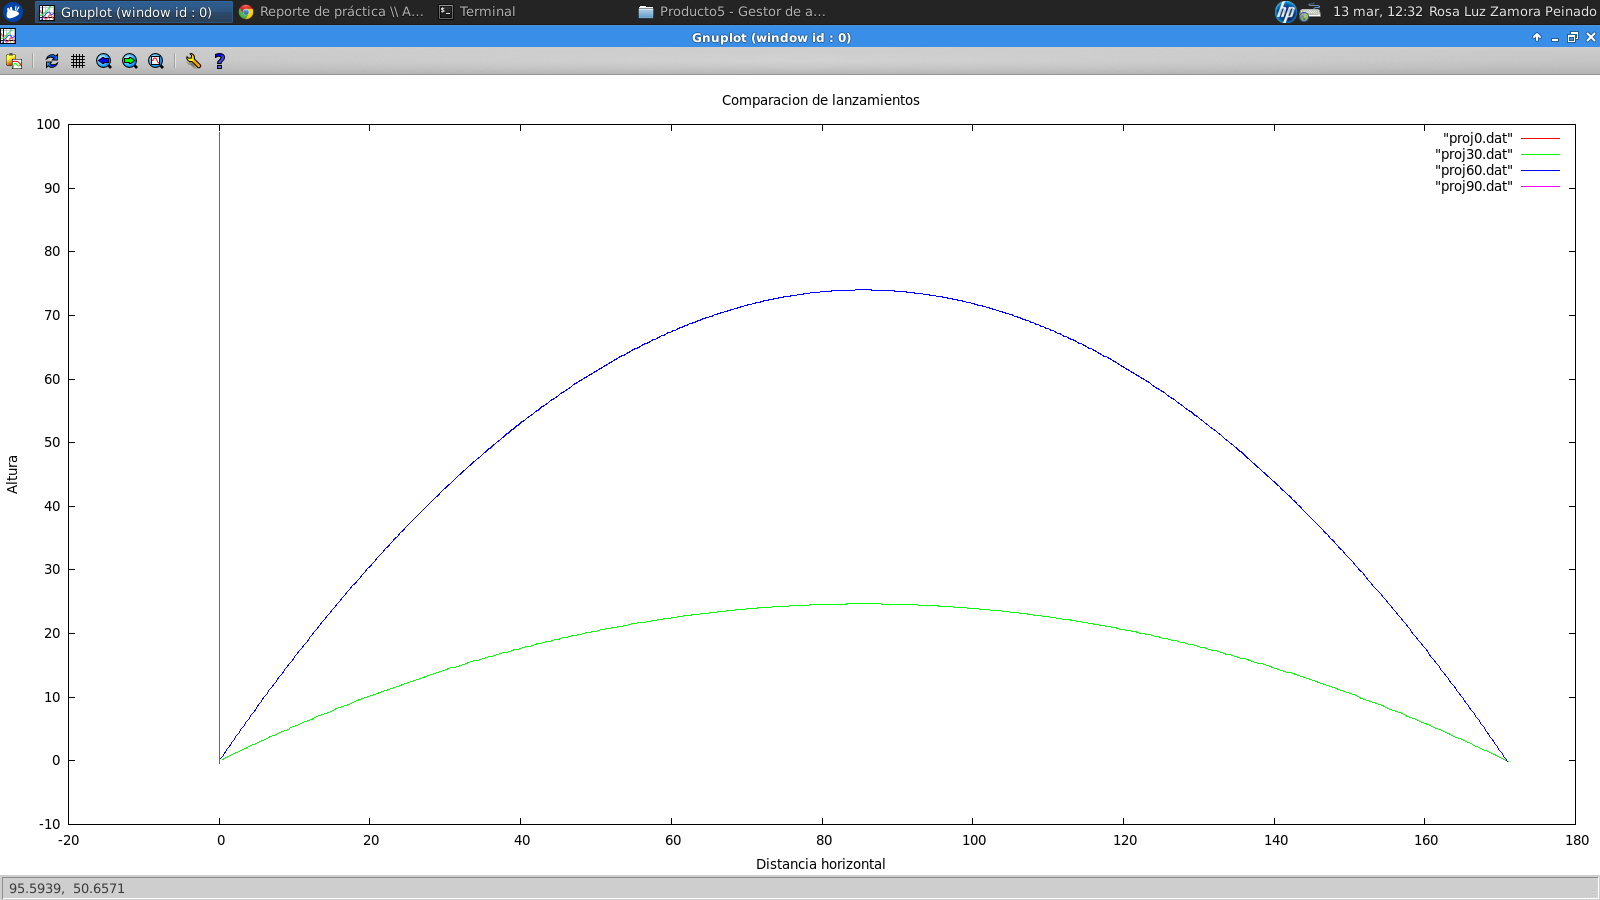 Gnuplot (window id : 0)
Reporte de práctica \\ A...
Terminal
Producto5 - Gestor de a...
hp
13 mar, 12:32
Rosa Luz Zamora Peinado
Gnuplot (window id : 0)
?
Comparacion de lanzamientos
"proj0.dat"
"proj30.dat"
"proj60.dat"
"proj90.dat"
100
90
80
70
60
50
40
30
20
10
0
-10
Altura
-20
0
20
40
60
80
100
120
140
160
180
Distancia horizontal
95.5939, 50.6571